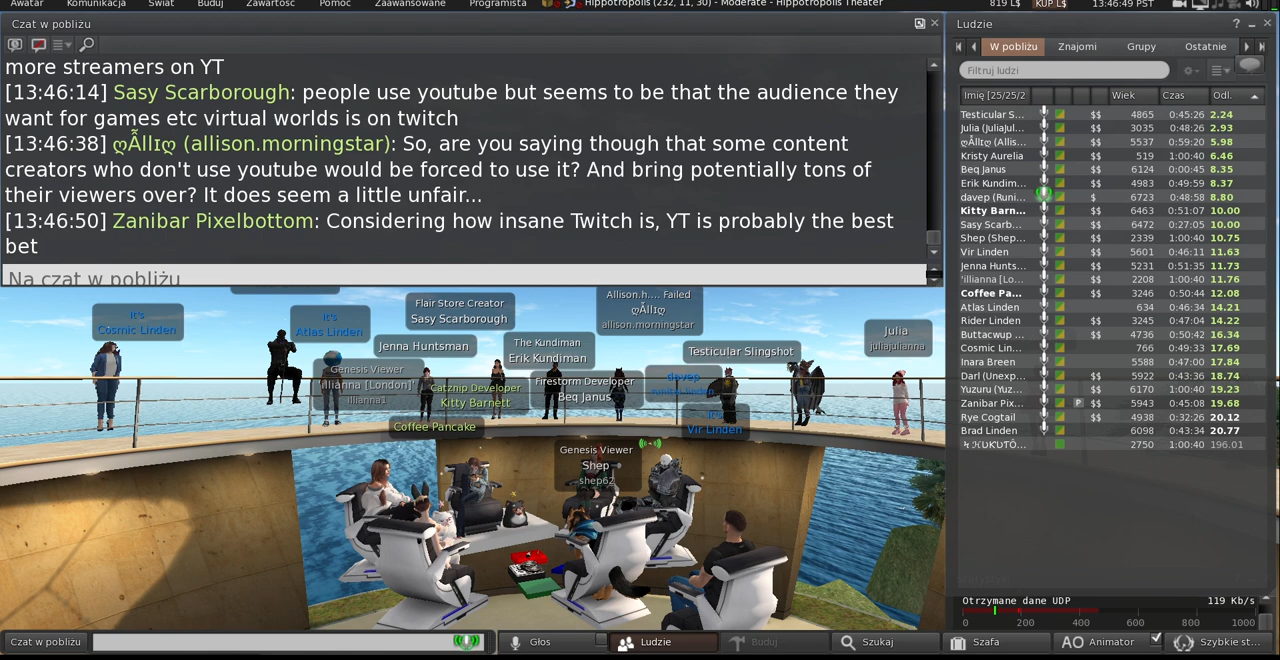 Awatar Komunikacja Świat Buduj Zawartość Pomoc Zaawansowane Programista Hippotropolis (232, 11, 30) - Moderate - Hippotropolis Theater 819 L$ KUP L$ 13:46:49 PST
Czat w pobliżu
more streamers on YT
[13:46:14] Sasy Scarborough: people use youtube but seems to be that the audience they
want for games etc virtual worlds is on twitch
[13:46:38] ღÅllɪღ (allison.morningstar): So, are you saying though that some content
creators who don't use youtube would be forced to use it? And bring potentially tons of
their viewers over? It does seem a little unfair...
[13:46:50] Zanibar Pixelbottom: Considering how insane Twitch is, YT is probably the best
bet
Na czat w pobliżu
It's
Cosmic Linden
It's
Atlas Linden
Flair Store Creator
Sasy Scarborough
Allison.h.... Failed
ღÅllɪღ
allison.morningstar
Julia
juliajulianna
Jenna Huntsman
The Kundiman
Erik Kundiman
Testicular Slingshot
Genesis Viewer
'illianna [London]'
illianna1
Catznip Developer
Kitty Barnett
Firestorm Developer
Beq Janus
davep
Coffee Pancake
It's
Vir Linden
Genesis Viewer
Shep
shep62
Ludzie
W pobliżu Znajomi Grupy Ostatnie
Filtruj ludzi
Imię [25/25/2 Wiek Czas Odl.
Testicular S... $$ 4865 0:45:26 2.24
Julia (JuliaJul... $$ 3035 0:48:26 2.93
ღÅllɪღ (Allis... $$ 5537 0:59:20 5.98
Kristy Aurelia 519 1:00:40 6.46
Beq Janus $$ 6124 0:00:45 8.35
Erik Kundim... $$ 4983 0:49:59 8.37
davep (Runi... $ 6723 0:48:58 8.80
Kitty Barn... $$ 6463 0:51:07 10.00
Sasy Scarb... $$ 6472 0:27:05 10.00
Shep (Shep... $$ 2339 1:00:40 10.75
Vir Linden $$ 5601 0:46:11 11.63
Jenna Hunts... $$ 5231 0:51:35 11.73
'illianna [Lo... $$ 2208 1:00:40 11.76
Coffee Pa... $$ 3246 0:50:44 12.08
Atlas Linden 634 0:46:34 14.21
Rider Linden $$ 3245 0:47:04 14.22
Buttacwup ... $$ 4736 0:50:42 16.34
Cosmic Lin... 766 0:49:33 17.69
Inara Breen 5588 0:47:00 17.84
Darl (Unexp... $$ 5922 0:43:36 18.74
Yuzuru (Yuz... $$ 6170 1:00:40 19.23
Zanibar Pix... P $$ 5943 0:45:08 19.68
Rye Cogtail $$ 4938 0:32:26 20.12
Brad Linden 6098 0:43:34 20.77
2750 1:00:40 196.01
Otrzymane dane UDP 119 Kb/s
0 200 400 600 800 1000
Czat w pobliżu Głos Ludzie Buduj Szukaj Szafa AO Animator Szybkie st...